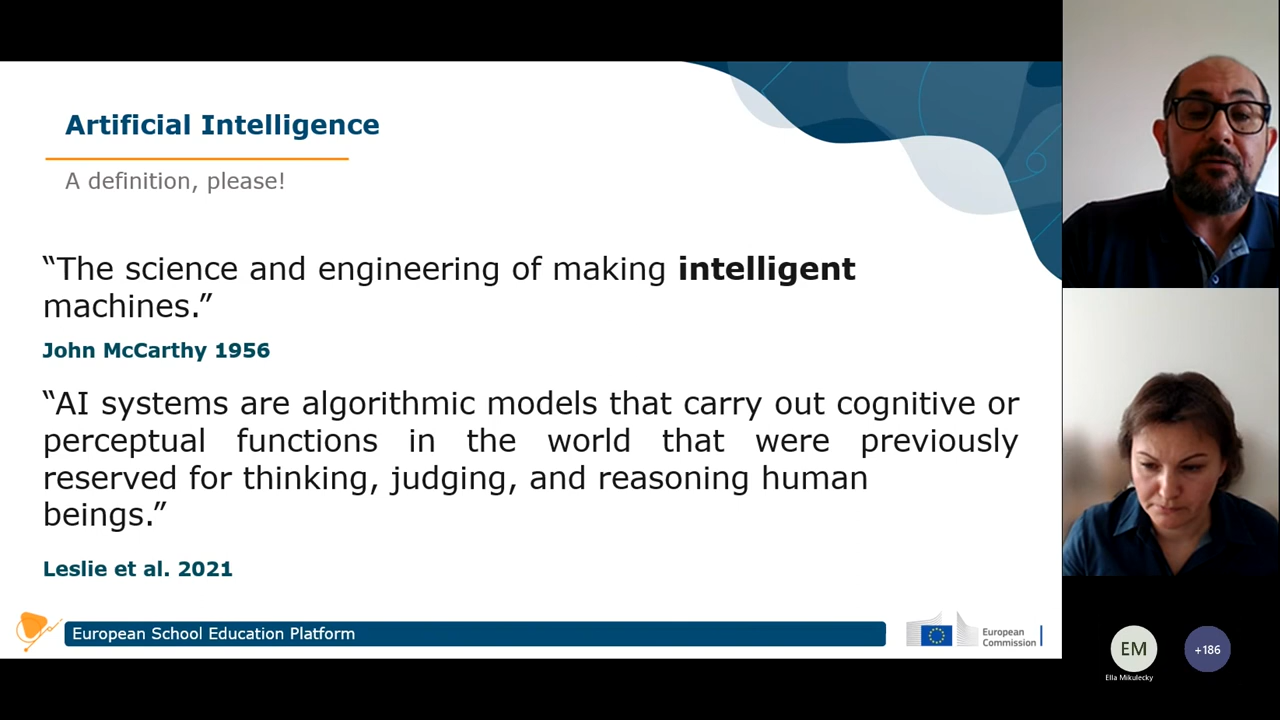 Artificial Intelligence
A definition, please!
“The science and engineering of making intelligent
machines.”
John McCarthy 1956
“AI systems are algorithmic models that carry out cognitive or
perceptual functions in the world that were previously
reserved for thinking, judging, and reasoning human
beings.”
Leslie et al. 2021
European School Education Platform
European
Commission
EM
+186
Ella Mikulecky